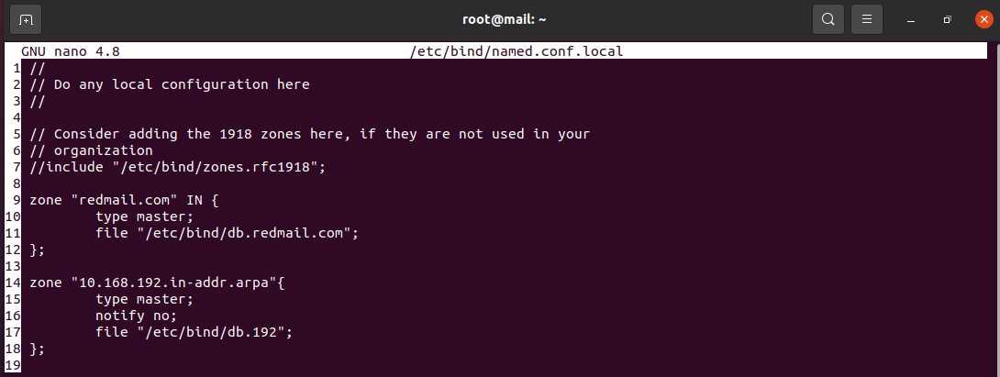 root@mail: ~
GNU nano 4.8 /etc/bind/named.conf.local
1 //
2 // Do any local configuration here
3 //
4
5 // Consider adding the 1918 zones here, if they are not used in your
6 // organization
7 //include "/etc/bind/zones.rfc1918";
8
9 zone "redmail.com" IN {
10 type master;
11 file "/etc/bind/db.redmail.com";
12 };
13
14 zone "10.168.192.in-addr.arpa"{
15 type master;
16 notify no;
17 file "/etc/bind/db.192";
18 };
19